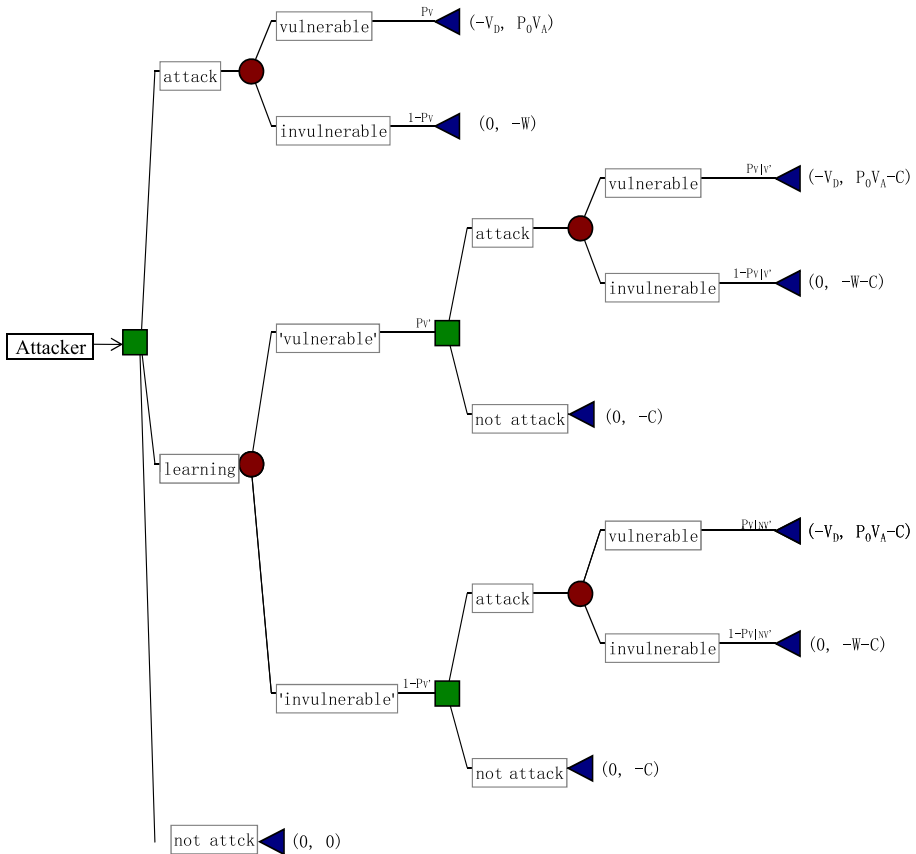 Pv
vulnerable
(-VD, P0VA)
attack
1-Pv
invulnerable
(0, -W)
Pv|v'
vulnerable
(-VD, P0VA-C)
attack
1-Pv|v'
invulnerable
(0, -W-C)
Attacker
'vulnerable'
Pv'
not attack
(0, -C)
learning
Pv|NV'
vulnerable
(-VD, P0VA-C)
attack
1-Pv|NV'
invulnerable
(0, -W-C)
1-Pv'
'invulnerable'
not attack
(0, -C)
not attck
(0, 0)